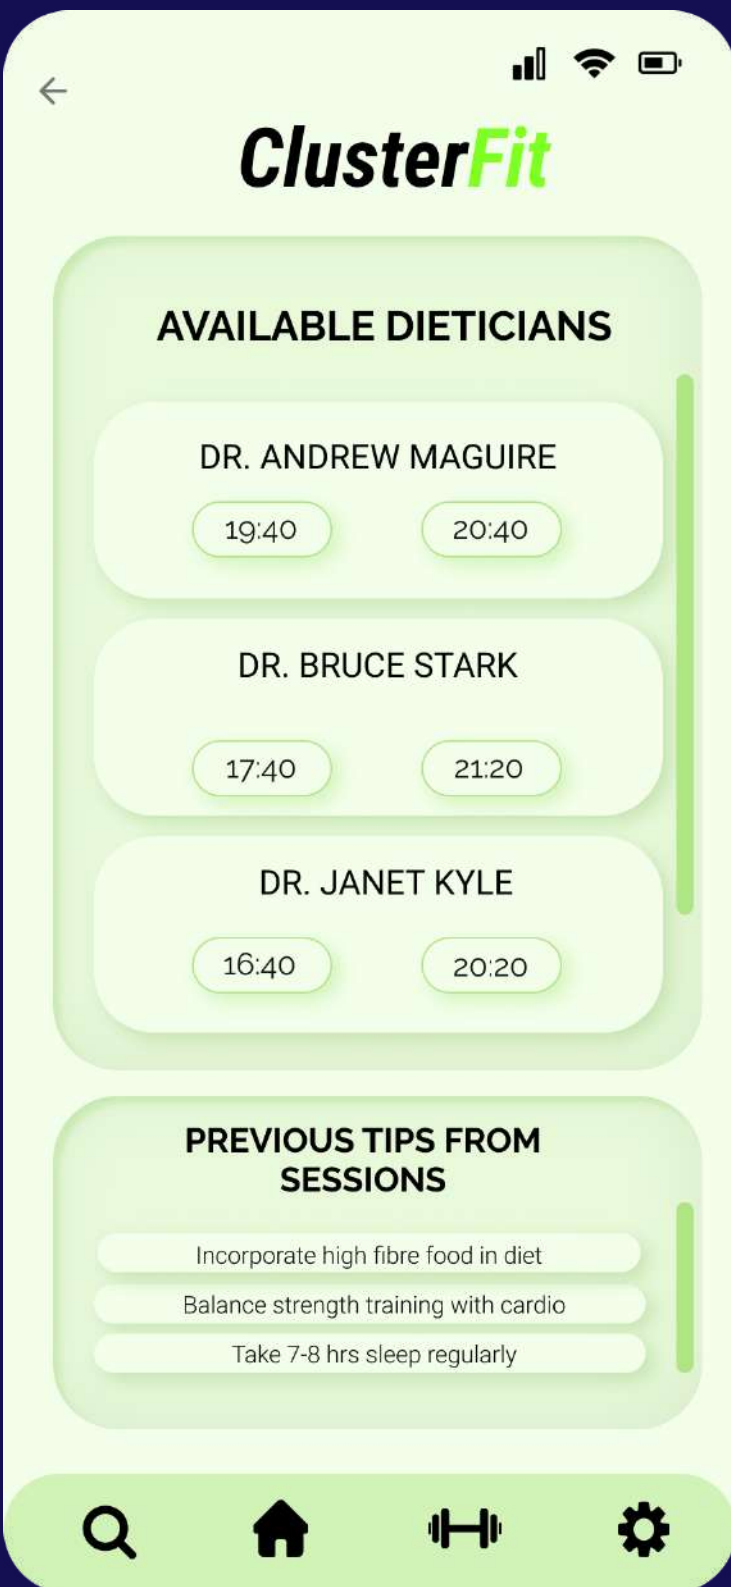 ClusterFit
AVAILABLE DIETICIANS
DR. ANDREW MAGUIRE
19:40 20:40
DR. BRUCE STARK
17:40 21:20
DR. JANET KYLE
16:40 20:20
PREVIOUS TIPS FROM
SESSIONS
Incorporate high fibre food in diet
Balance strength training with cardio
Take 7-8 hrs sleep regularly